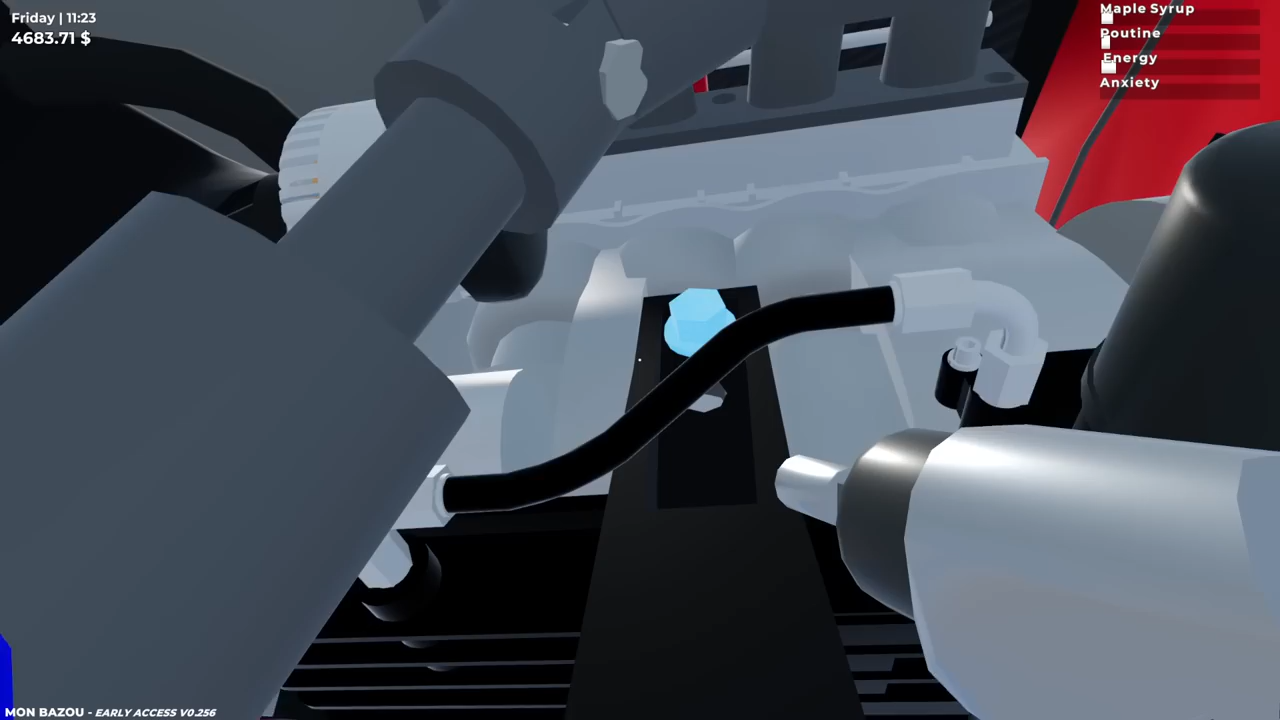 Friday | 11:23
4683.71 $
Maple Syrup
Poutine
Energy
Anxiety
MON BAZOU - EARLY ACCESS V0.256